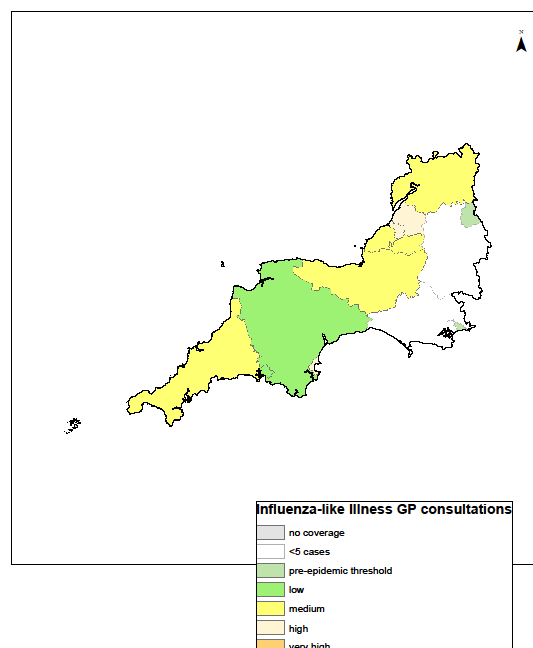 N
Influenza-like Illness GP consultations
no coverage
<5 cases
pre-epidemic threshold
low
medium
high
very high